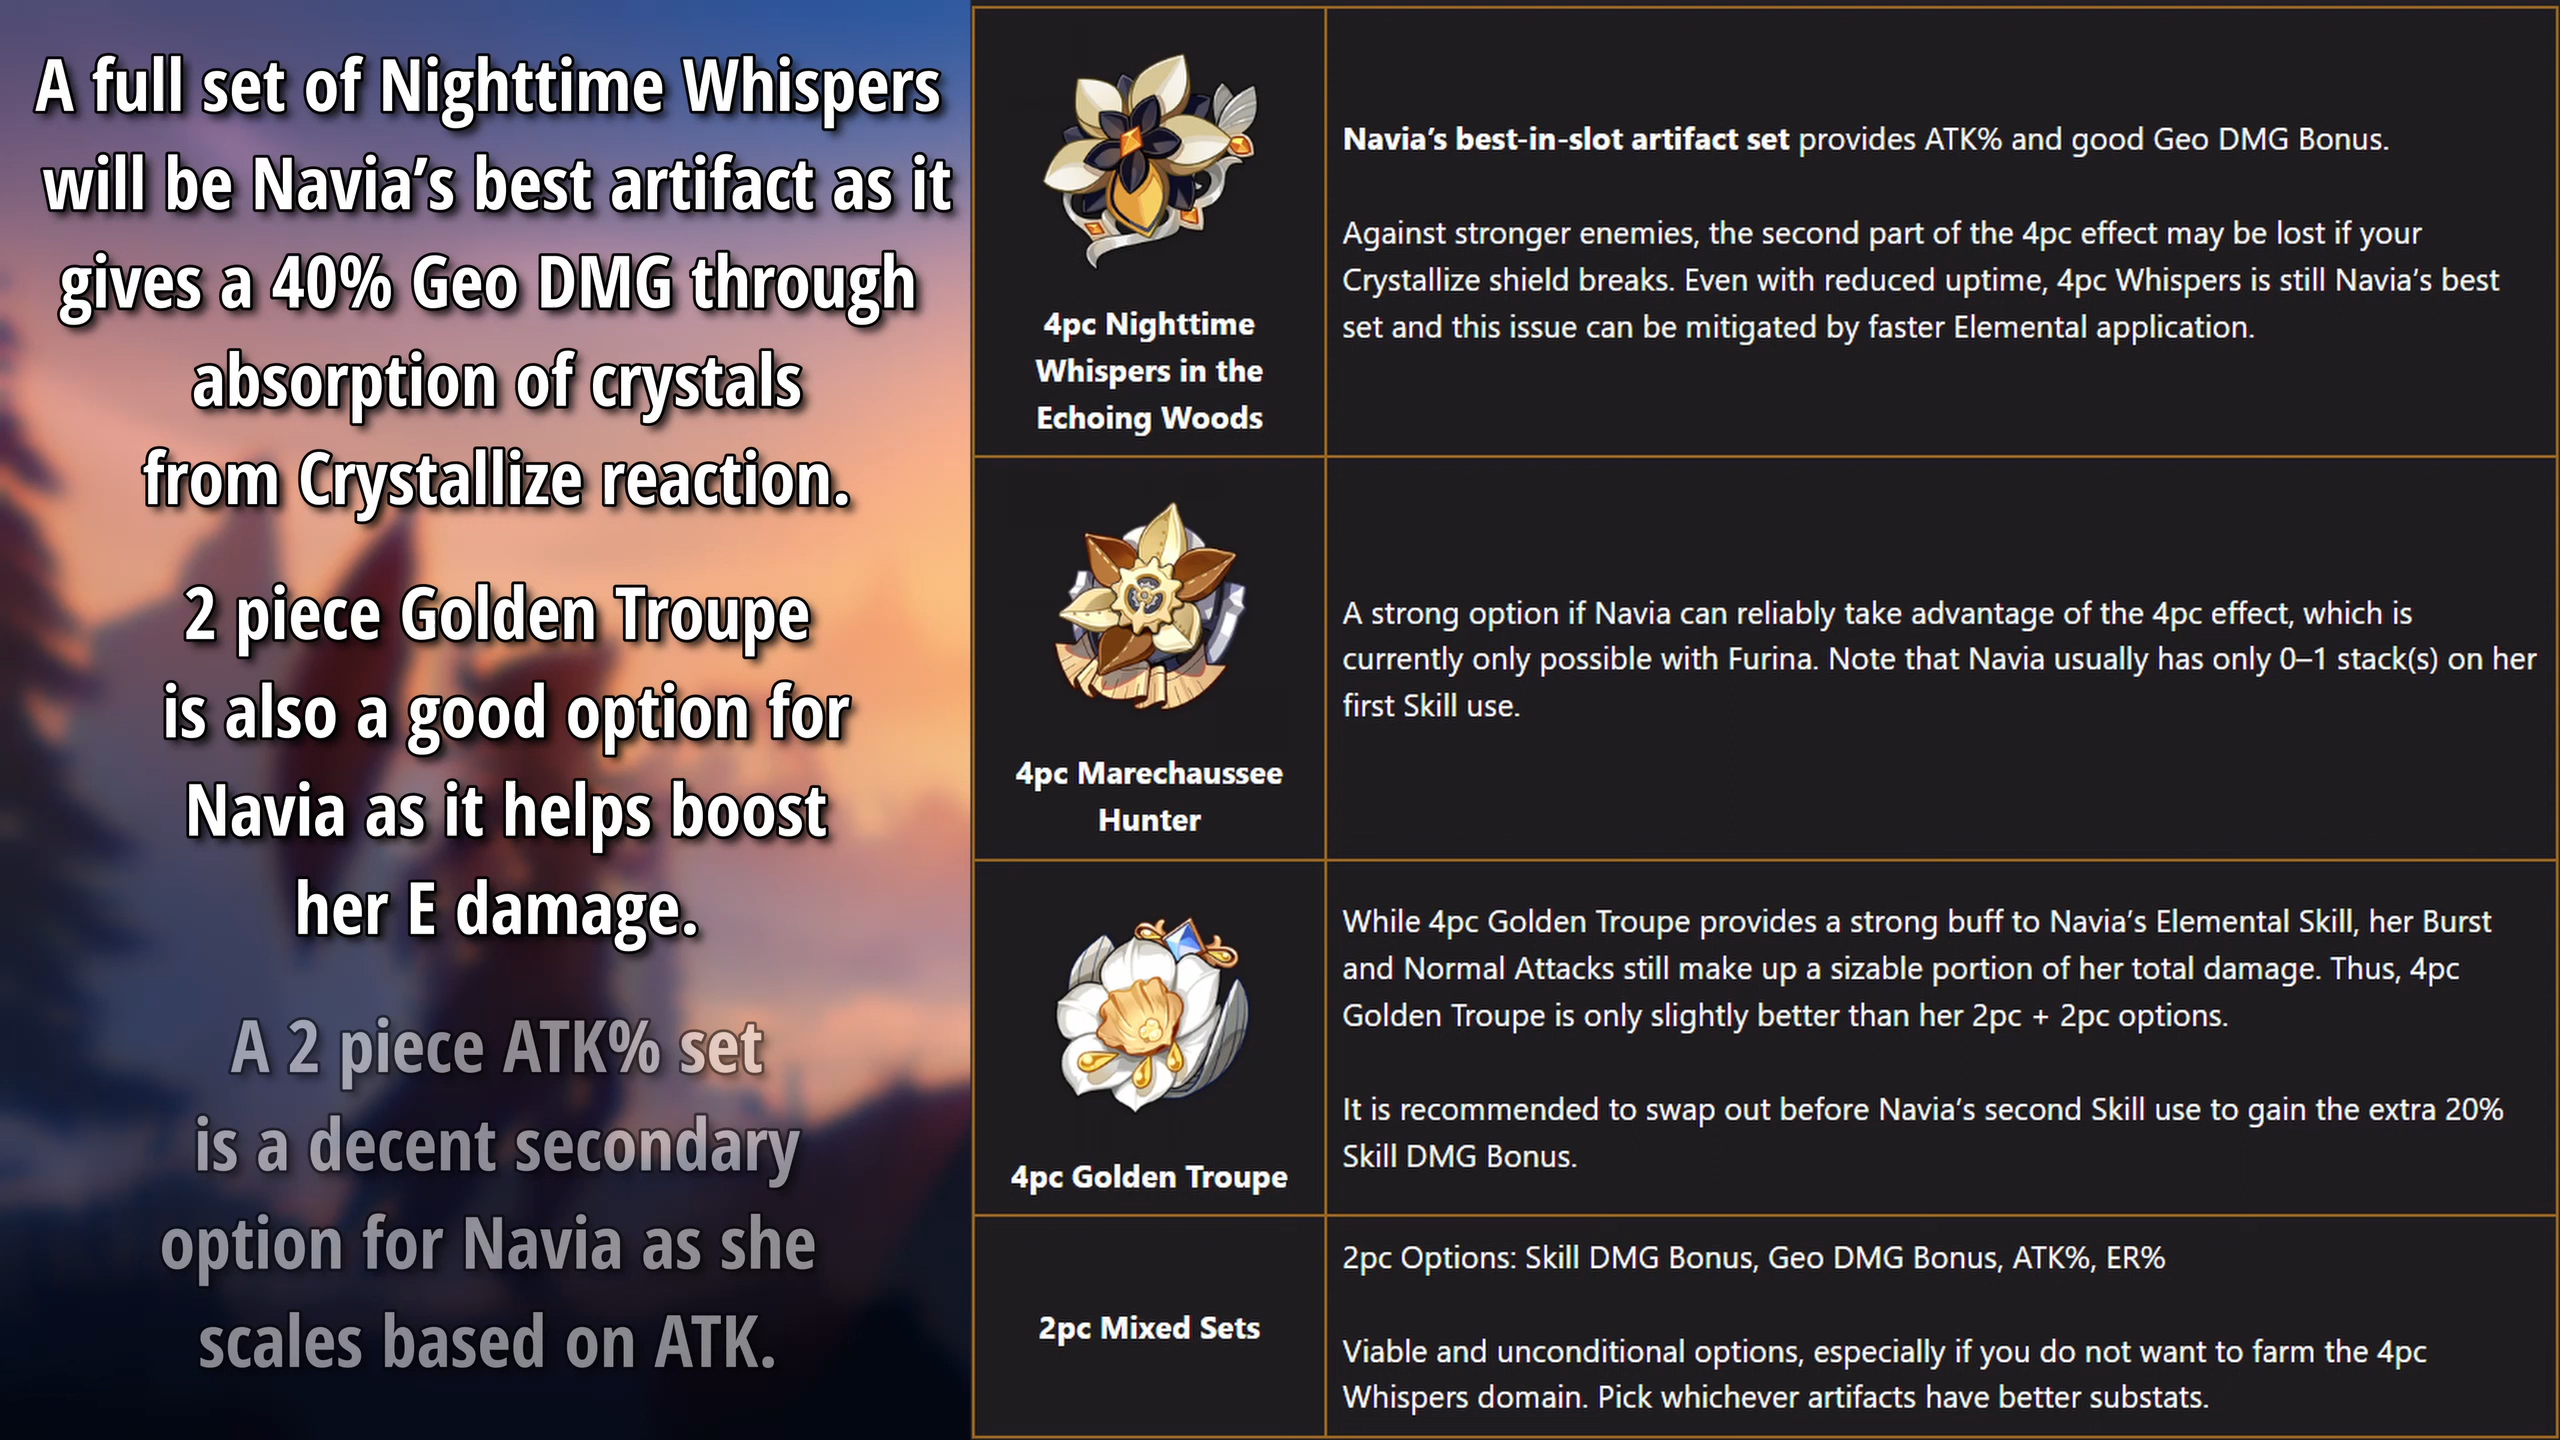 A full set of Nighttime Whispers
will be Navia’s best artifact as it
gives a 40% Geo DMG through
absorption of crystals
from Crystallize reaction.
2 piece Golden Troupe
is also a good option for
Navia as it helps boost
her E damage.
A 2 piece ATK% set
is a decent secondary
option for Navia as she
scales based on ATK.
4pc Nighttime
Whispers in the
Echoing Woods
Navia’s best-in-slot artifact set provides ATK% and good Geo DMG Bonus.
Against stronger enemies, the second part of the 4pc effect may be lost if your
Crystallize shield breaks. Even with reduced uptime, 4pc Whispers is still Navia’s best
set and this issue can be mitigated by faster Elemental application.
4pc Marechaussee
Hunter
A strong option if Navia can reliably take advantage of the 4pc effect, which is
currently only possible with Furina. Note that Navia usually has only 0–1 stack(s) on her
first Skill use.
4pc Golden Troupe
While 4pc Golden Troupe provides a strong buff to Navia’s Elemental Skill, her Burst
and Normal Attacks still make up a sizable portion of her total damage. Thus, 4pc
Golden Troupe is only slightly better than her 2pc + 2pc options.
It is recommended to swap out before Navia’s second Skill use to gain the extra 20%
Skill DMG Bonus.
2pc Mixed Sets
2pc Options: Skill DMG Bonus, Geo DMG Bonus, ATK%, ER%
Viable and unconditional options, especially if you do not want to farm the 4pc
Whispers domain. Pick whichever artifacts have better substats.